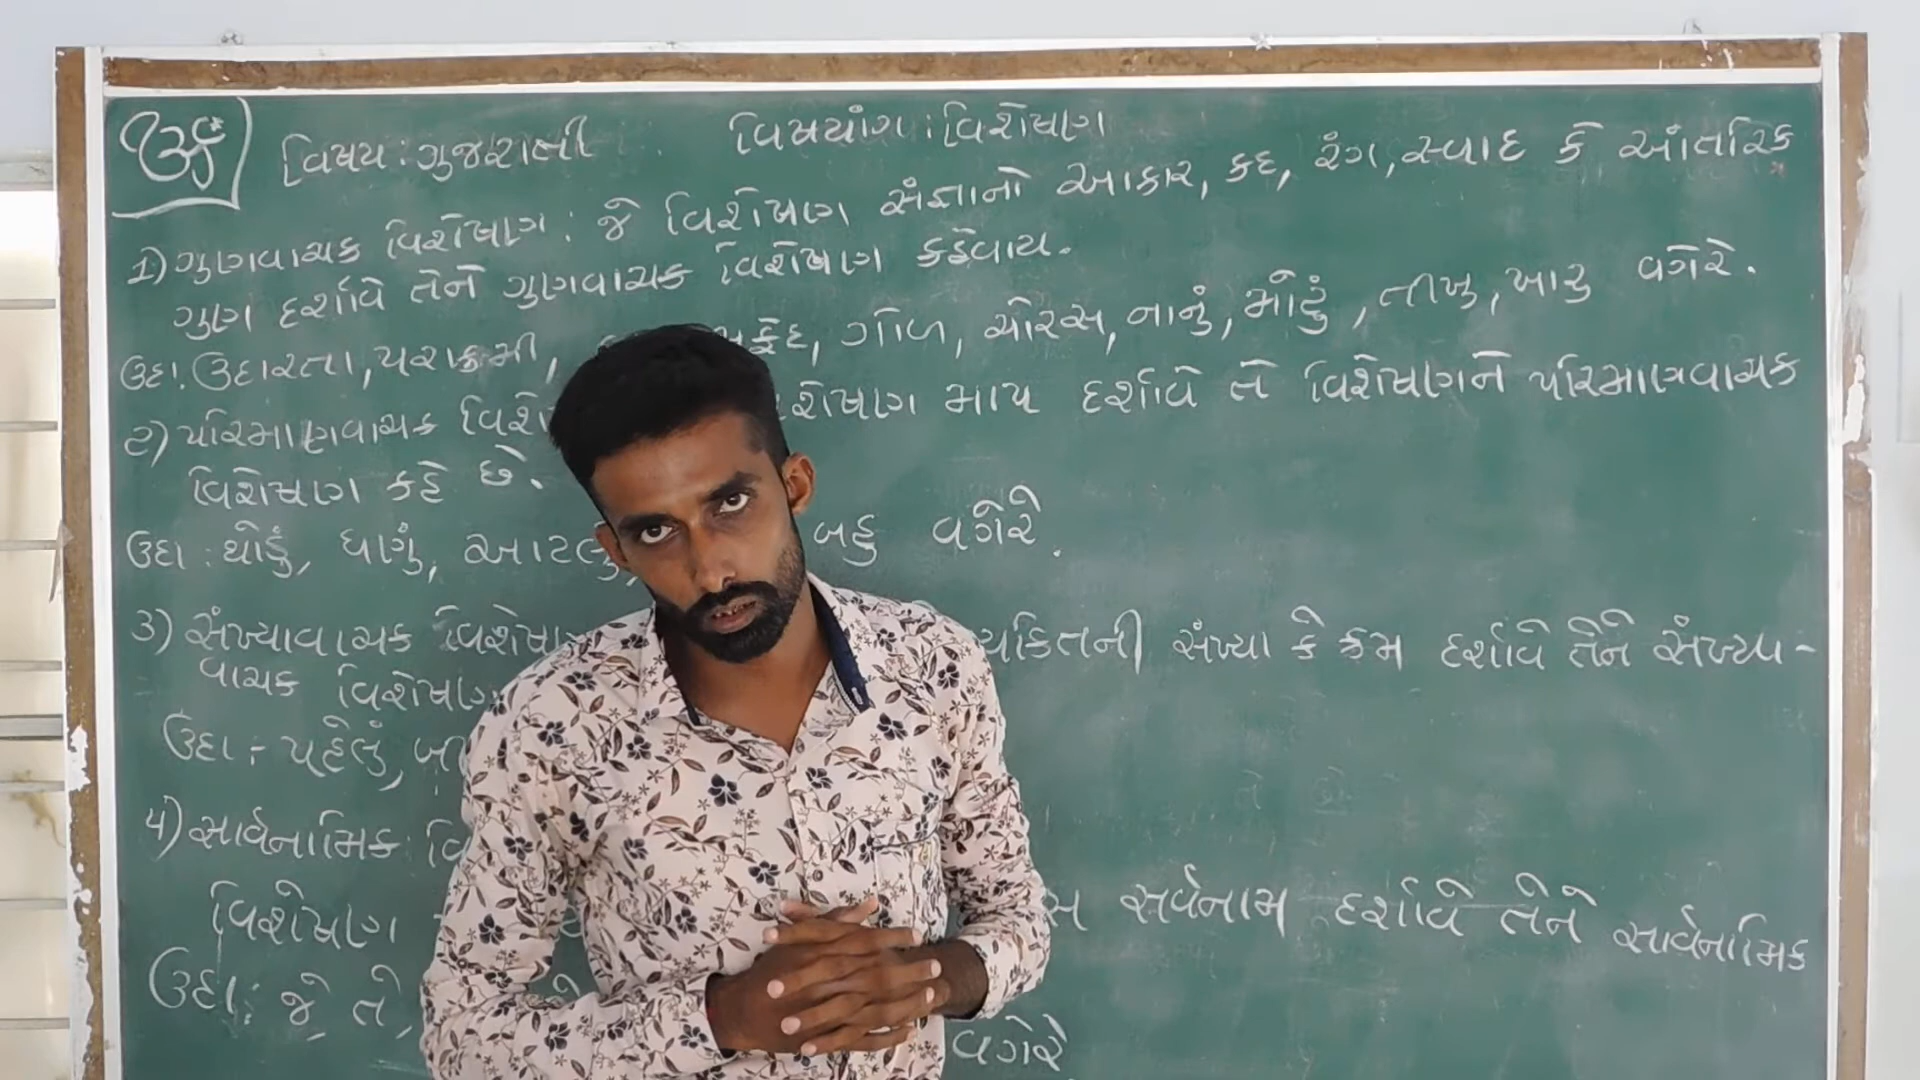 ૐ
વિષય : ગુજરાતી વિષયાંગ : વિશેષણ
1) ગુણવાચક વિશેષણ : જે વિશેષણ સંજ્ઞાનો આકાર, કદ, રંગ, સ્વાદ કે આંતરિક
ગુણ દર્શાવે તેને ગુણવાચક વિશેષણ કહેવાય.
ઉદા. ઉદારતા, પરાક્રમી, સફેદ, ગોળ, ચોરસ, નાનું, મોટું, તીખુ, ખારુ વગેરે.
2) પરિમાણવાચક વિશે શેષણ માપ દર્શાવે તે વિશેષણને પરિમાણવાચક
વિશેષણ કહે છે.
ઉદા : થોડું, ઘણું, આટલુ, બહુ વગેરે.
3) સંખ્યાવાચક વિશેષણ વ્યકિતની સંખ્યા કે ક્રમ દર્શાવે તેને સંખ્યા-
વાચક વિશેષણ
ઉદા :- પહેલું,
4) સાર્વનામિક વિ
વિશેષણ સર્વનામ દર્શાવે તેને સાર્વનામિક
ઉદા : જે, તે, વગેરે